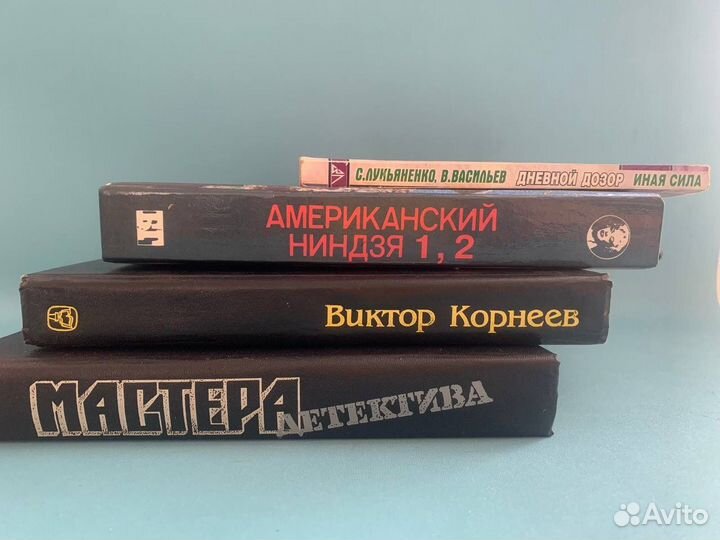 С.ЛУКЬЯНЕНКО, В.ВАСИЛЬЕВ ДНЕВНОЙ ДОЗОР ИНАЯ СИЛА
АМЕРИКАНСКИЙ
НИНДЗЯ 1, 2
ВИКТОР КОРНЕЕВ
МАСТЕРА
ДЕТЕКТИВА
Avito